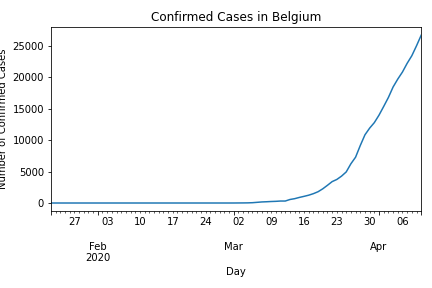 Confirmed Cases in Belgium
Number of Confirmed Cases
25000
20000
15000
10000
5000
0
27 03 10 17 24 02 09 16 23 30 06
Feb Mar Apr
2020
Day